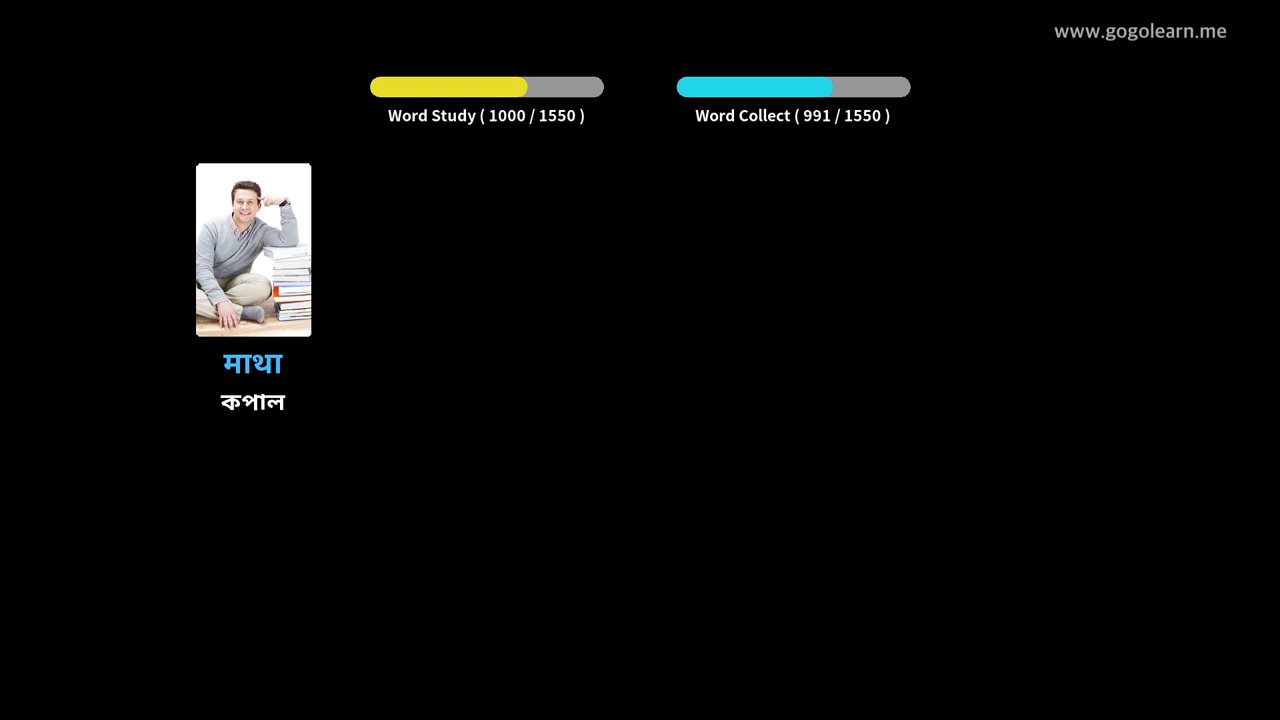 www.gogolearn.me
Word Study ( 1000 / 1550 )
Word Collect ( 991 / 1550 )
माथा
কপাল